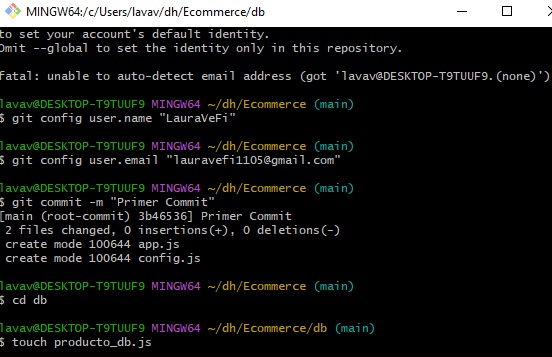 MINGW64:/c/Users/lavav/dh/Ecommerce/db
to set your account's default identity.
Omit --global to set the identity only in this repository.
fatal: unable to auto-detect email address (got 'lavav@DESKTOP-T9TUUF9.(none)')
lavav@DESKTOP-T9TUUF9 MINGW64 ~/dh/Ecommerce (main)
$ git config user.name "LauraVeFi"
lavav@DESKTOP-T9TUUF9 MINGW64 ~/dh/Ecommerce (main)
$ git config user.email "lauravefi1105@gmail.com"
lavav@DESKTOP-T9TUUF9 MINGW64 ~/dh/Ecommerce (main)
$ git commit -m "Primer Commit"
[main (root-commit) 3b46536] Primer Commit
2 files changed, 0 insertions(+), 0 deletions(-)
create mode 100644 app.js
create mode 100644 config.js
lavav@DESKTOP-T9TUUF9 MINGW64 ~/dh/Ecommerce (main)
$ cd db
lavav@DESKTOP-T9TUUF9 MINGW64 ~/dh/Ecommerce/db (main)
$ touch producto_db.js